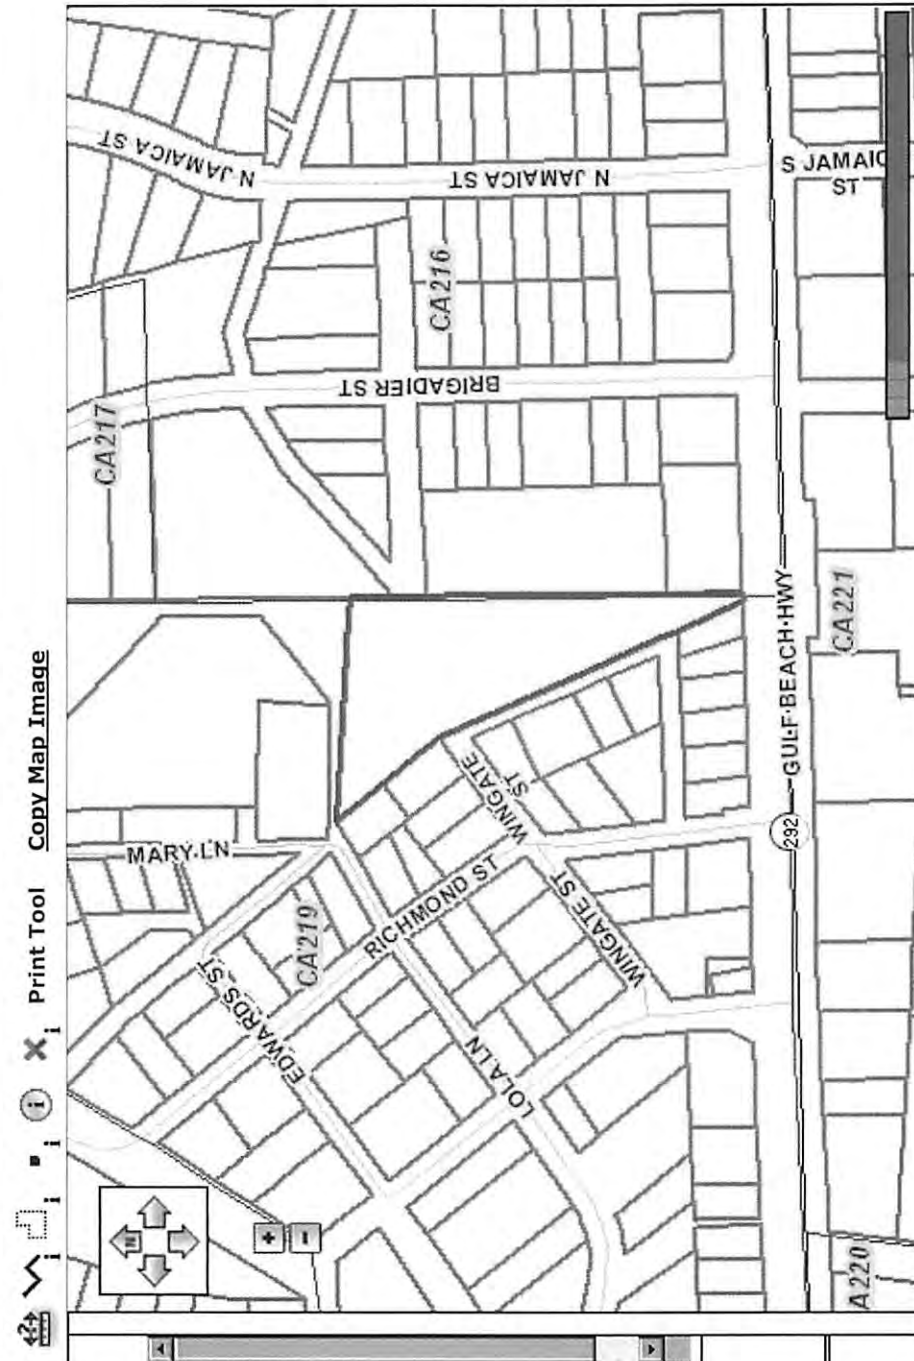 Print Tool
Copy Map Image
i
i
i
i
i
N
+
−
MARY LN
EDWARDS ST
CA219
RICHMOND ST
LOLA LN
WINGATE ST
WINGATE
ST
CA217
BRIGADIER ST
CA216
N JAMAICA ST
N JAMAICA ST
S JAMAIC
ST
292
GULF BEACH HWY
CA221
A220